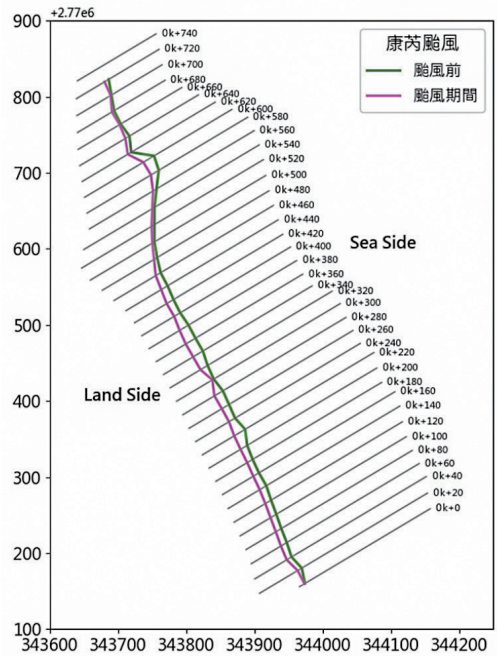 +2.77e6
900
800
700
600
500
400
300
200
100
343600 343700 343800 343900 344000 344100 344200
康芮颱風
颱風前
颱風期間
0k+740
0k+720
0k+700
0k+680
0k+660
0k+640
0k+620
0k+600
0k+580
0k+560
0k+540
0k+520
0k+500
0k+480
0k+460
0k+440
0k+420
0k+400
0k+380
0k+360
0k+340
0k+320
0k+300
0k+280
0k+260
0k+240
0k+220
0k+200
0k+180
0k+160
0k+140
0k+120
0k+100
0k+80
0k+60
0k+40
0k+20
0k+0
Sea Side
Land Side